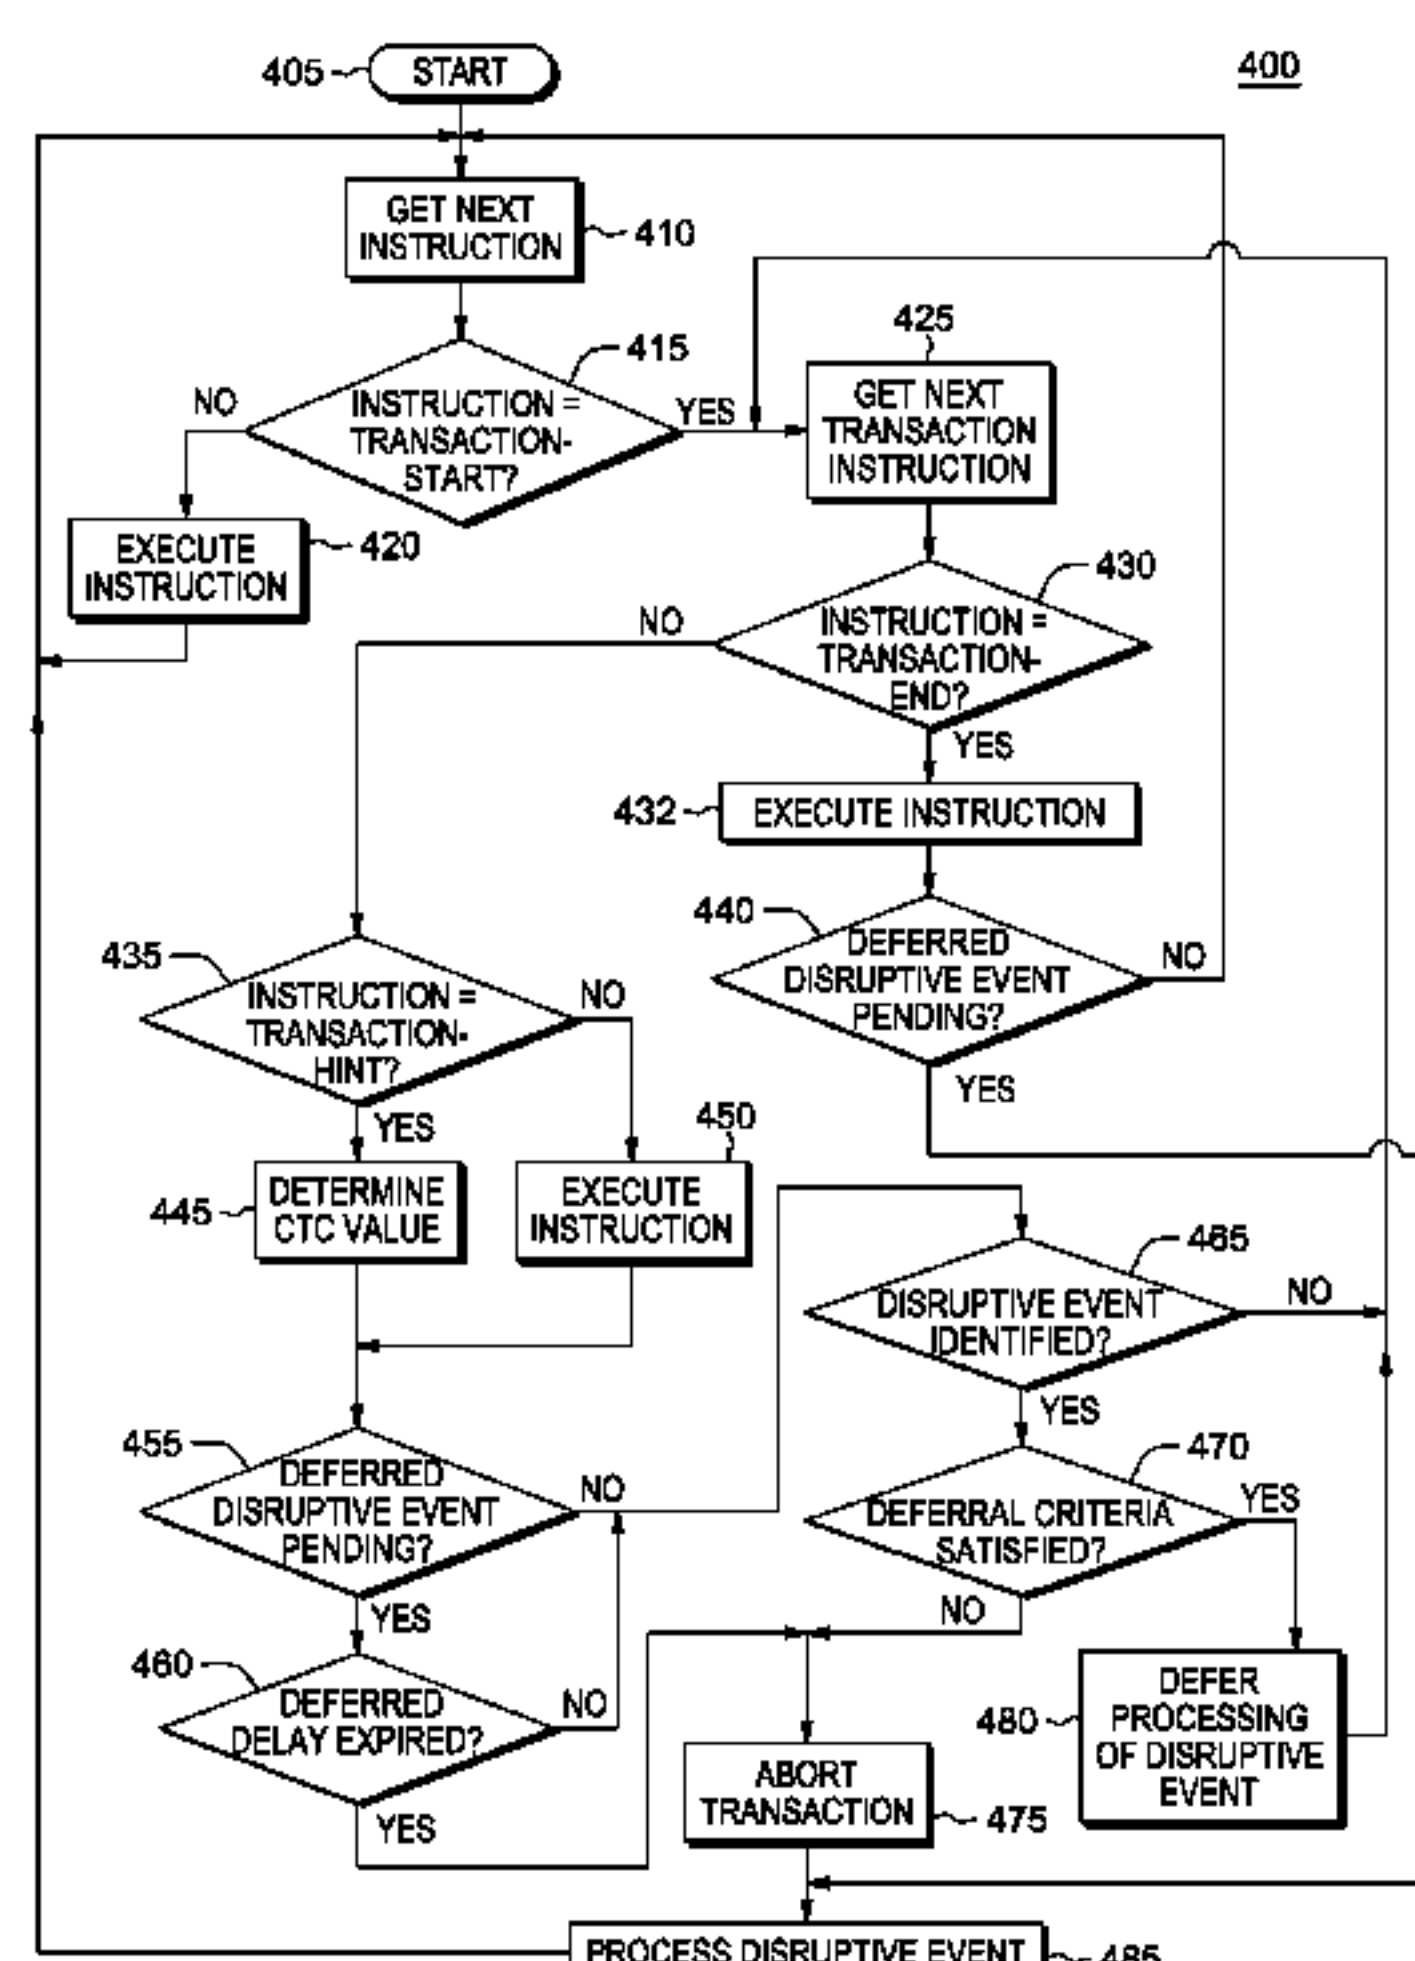 405
START
400
GET NEXT
INSTRUCTION
410
425
415
NO
INSTRUCTION =
TRANSACTION-
START?
YES
GET NEXT
TRANSACTION
INSTRUCTION
EXECUTE
INSTRUCTION
420
430
NO
INSTRUCTION =
TRANSACTION-
END?
YES
432
EXECUTE INSTRUCTION
440
DEFERRED
DISRUPTIVE EVENT
PENDING?
NO
YES
435
INSTRUCTION =
TRANSACTION-
HINT?
NO
YES
450
445
DETERMINE
CTC VALUE
EXECUTE
INSTRUCTION
465
DISRUPTIVE EVENT
IDENTIFIED?
NO
YES
455
DEFERRED
DISRUPTIVE EVENT
PENDING?
NO
YES
470
DEFERRAL CRITERIA
SATISFIED?
YES
NO
460
DEFERRED
DELAY EXPIRED?
NO
YES
ABORT
TRANSACTION
475
480
DEFER
PROCESSING
OF DISRUPTIVE
EVENT
PROCESS DISRUPTIVE EVENT
485